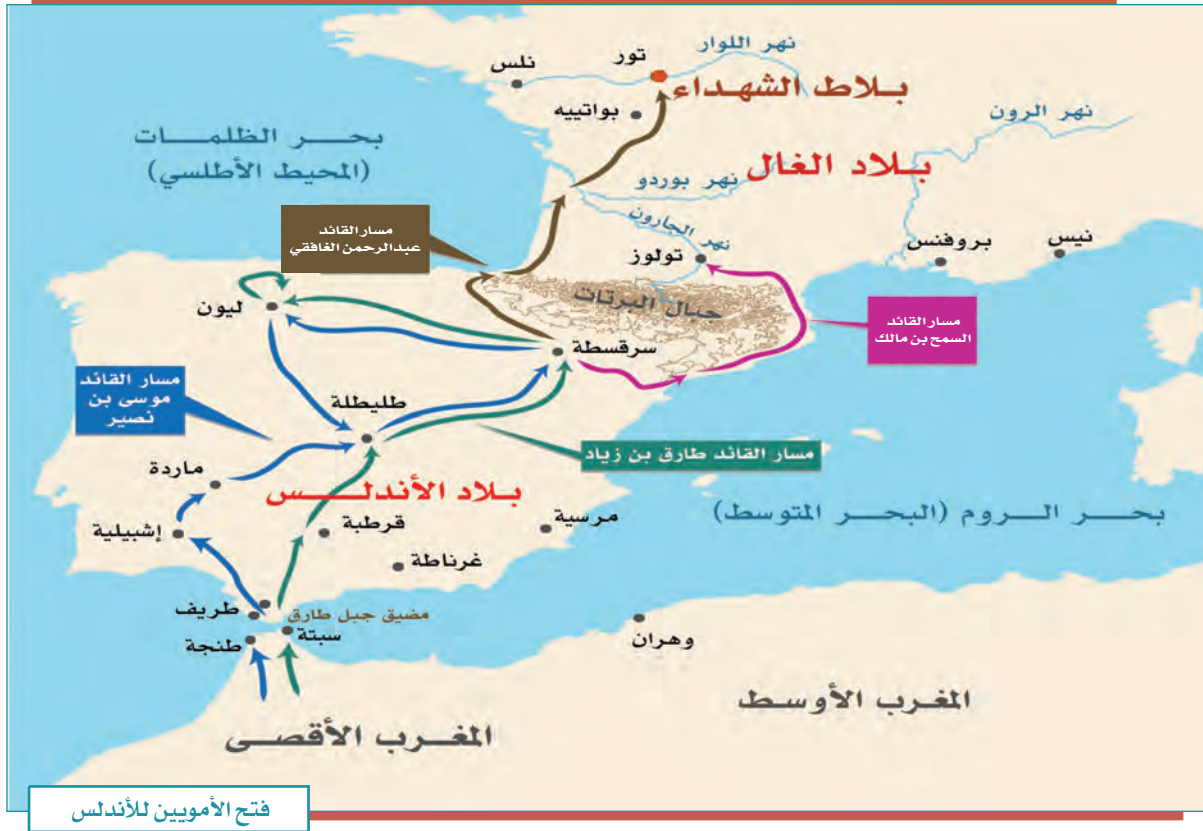 نهر اللوار
تور
نلس
بلاط الشهداء
بواتييه
نهر الرون
بحر الظلمات
(المحيط الأطلسي)
بلاد الغال
نهر بوردو
مسار القائد
عبدالرحمن الغافقي
نهر الجارون
تولوز
بروفنس
نيس
جبال البرتات
ليون
مسار القائد
السمح بن مالك
سرقسطة
مسار القائد
موسى بن
نصير
طليطلة
مسار القائد طارق بن زياد
ماردة
بلاد الأندلس
بحر الروم (البحر المتوسط)
إشبيلية
قرطبة
مرسية
غرناطة
طريف
مضيق جبل طارق
سبتة
طنجة
وهران
المغرب الأوسط
المغرب الأقصى
فتح الأمويين للأندلس